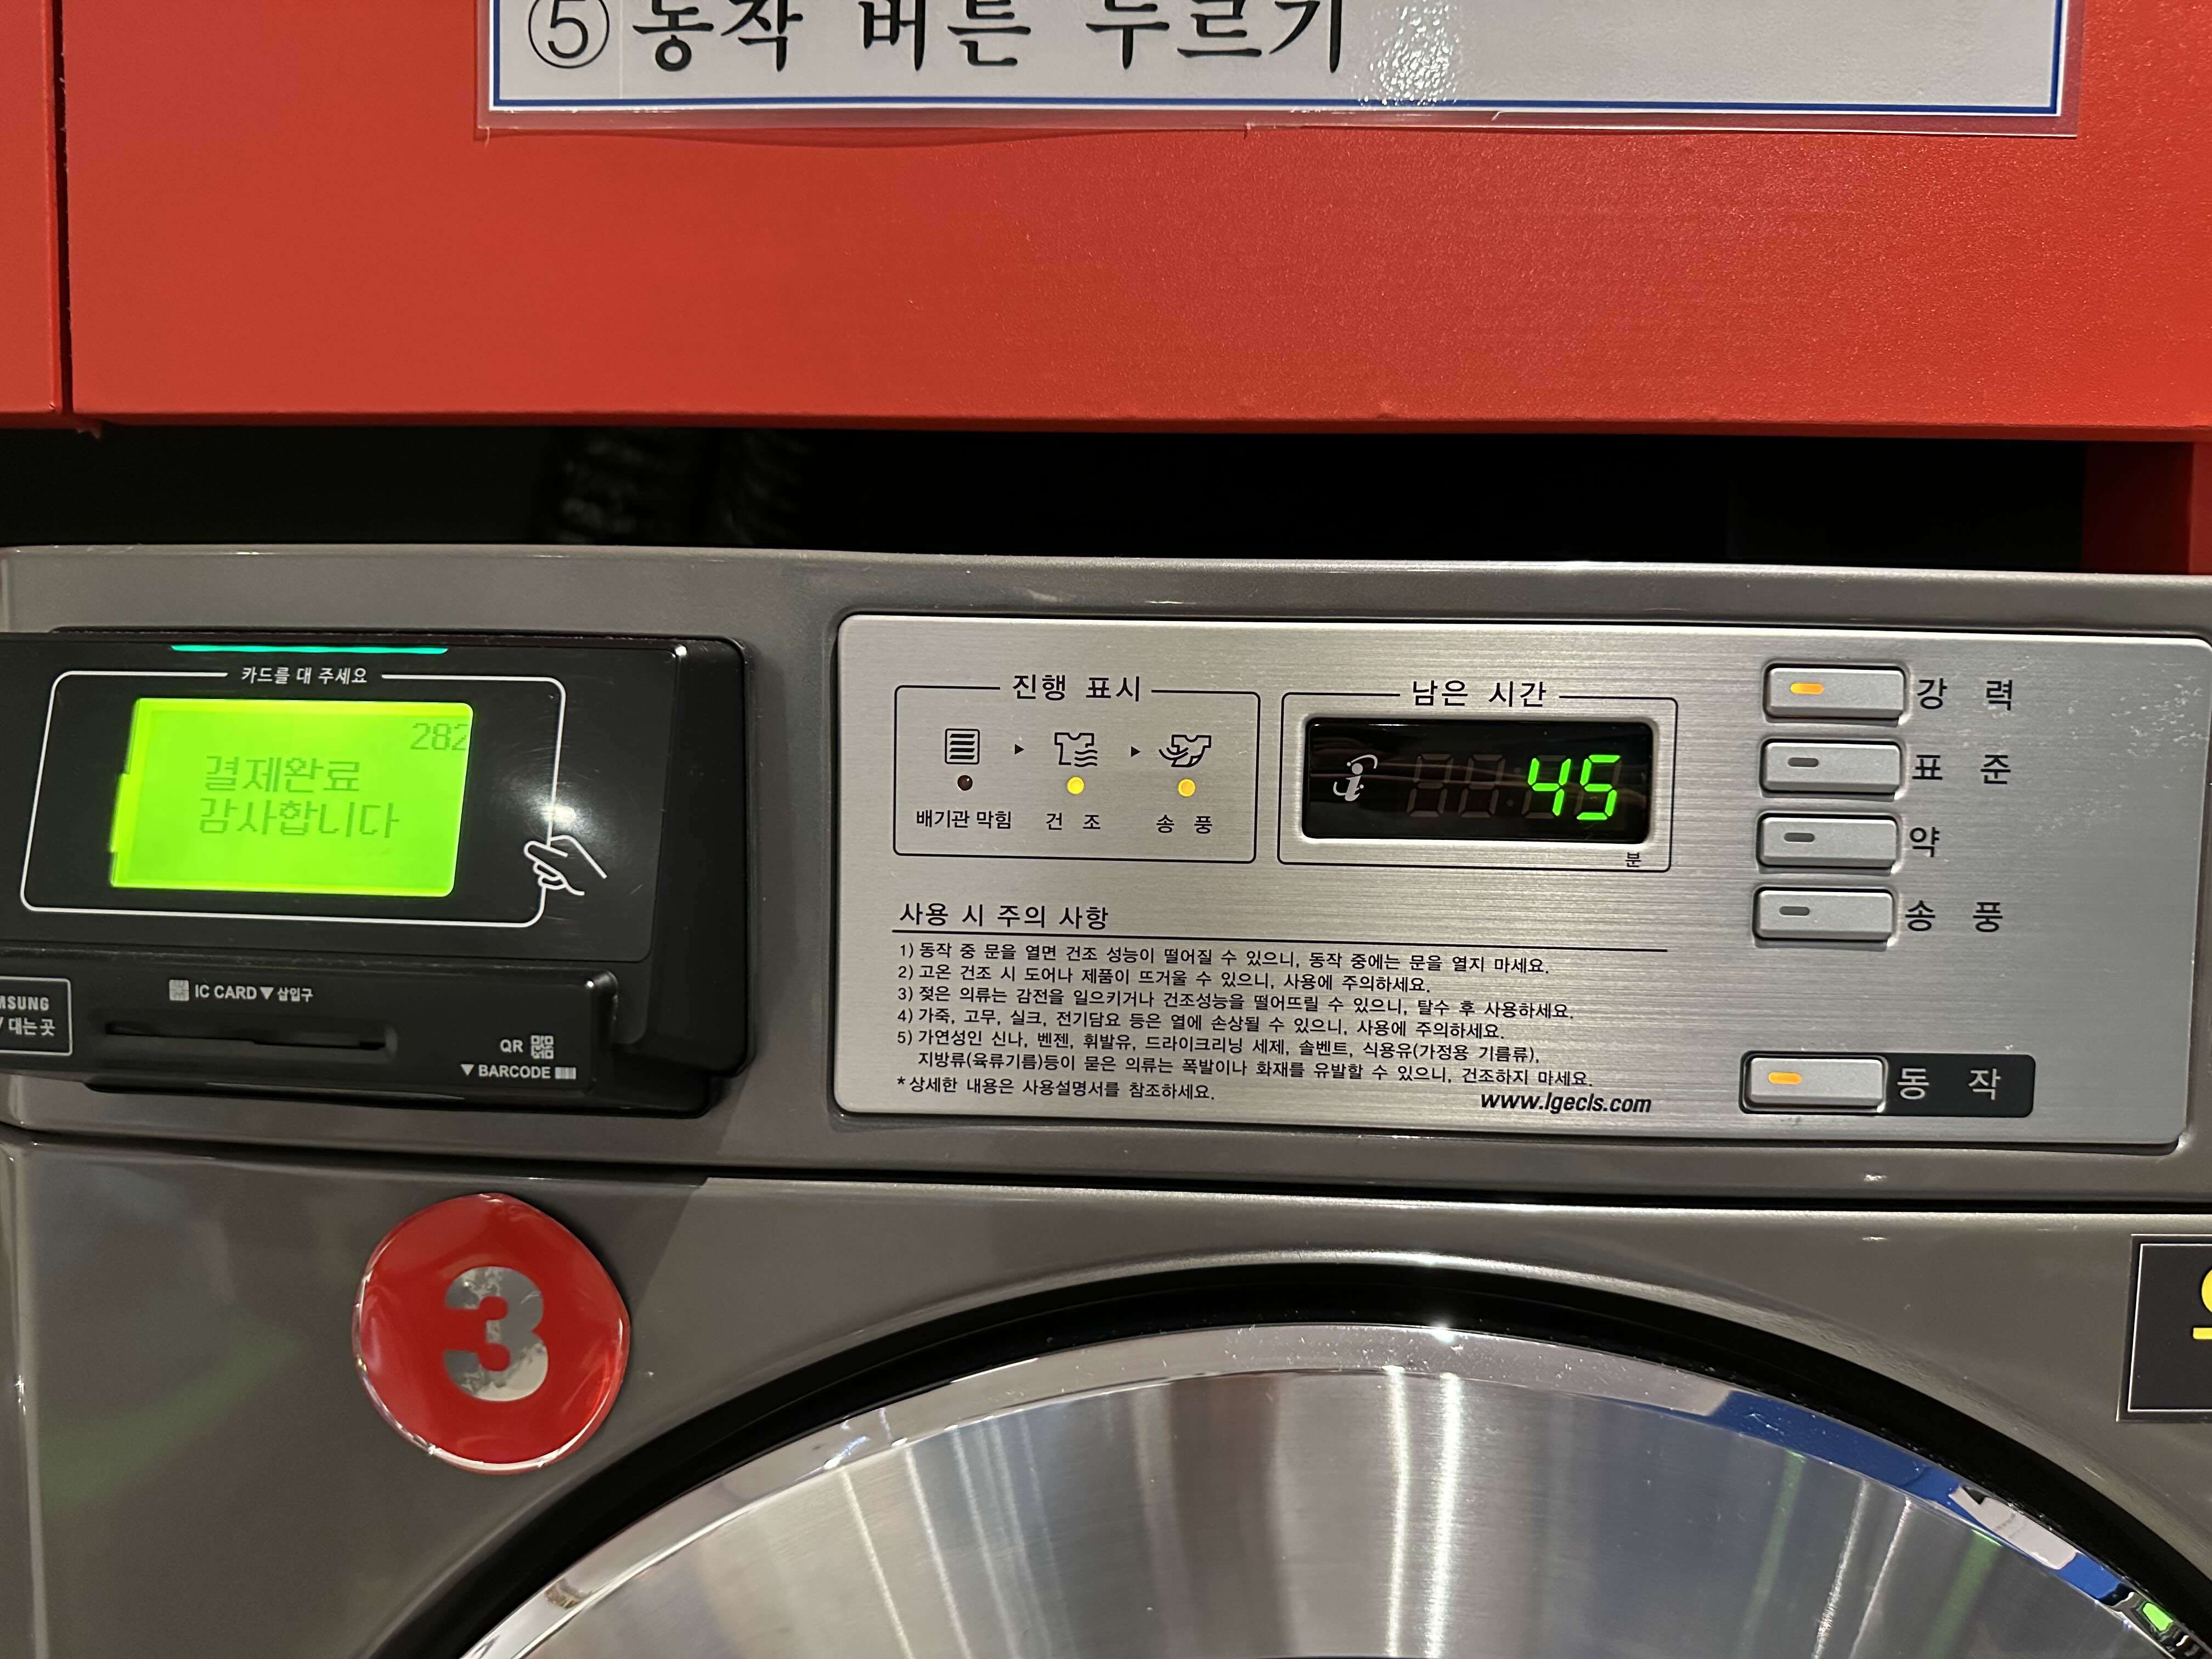 ⑤ 동작 버튼 누르기
카드를 대 주세요
282
결제완료
감사합니다
IC CARD▼삽입구
MSUNG
대는 곳
QR
▼BARCODE
진행 표시
배기관 막힘
건 조
송 풍
남은 시간
45
분
강 력
표 준
약
송 풍
동 작
사용 시 주의 사항
1) 동작 중 문을 열면 건조 성능이 떨어질 수 있으니, 동작 중에는 문을 열지 마세요.
2) 고온 건조 시 도어나 제품이 뜨거울 수 있으니, 사용에 주의하세요.
3) 젖은 의류는 감전을 일으키거나 건조성능을 떨어뜨릴 수 있으니, 탈수 후 사용하세요.
4) 가죽, 고무, 실크, 전기담요 등은 열에 손상될 수 있으니, 사용에 주의하세요.
5) 가연성인 신나, 벤젠, 휘발유, 드라이크리닝 세제, 솔벤트, 식용유(가정용 기름류),
지방류(육류기름)등이 묻은 의류는 폭발이나 화재를 유발할 수 있으니, 건조하지 마세요.
*상세한 내용은 사용설명서를 참조하세요.
www.lgecls.com
3